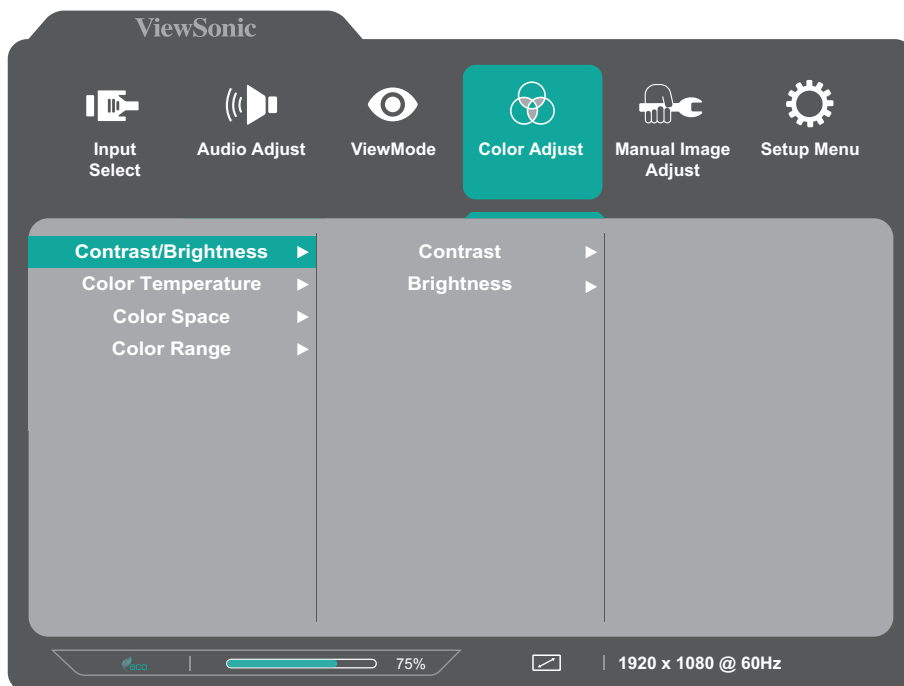 ViewSonic
Input
Select
Audio Adjust
ViewMode
Color Adjust
Manual Image
Adjust
Setup Menu
Contrast/Brightness
Color Temperature
Color Space
Color Range
Contrast
Brightness
eco
75%
1920 x 1080 @ 60Hz